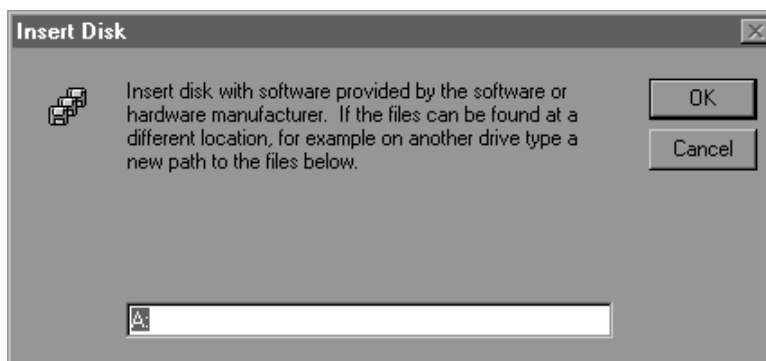 Insert Disk
Insert disk with software provided by the software or
hardware manufacturer. If the files can be found at a
different location, for example on another drive type a
new path to the files below.
OK
Cancel
A: